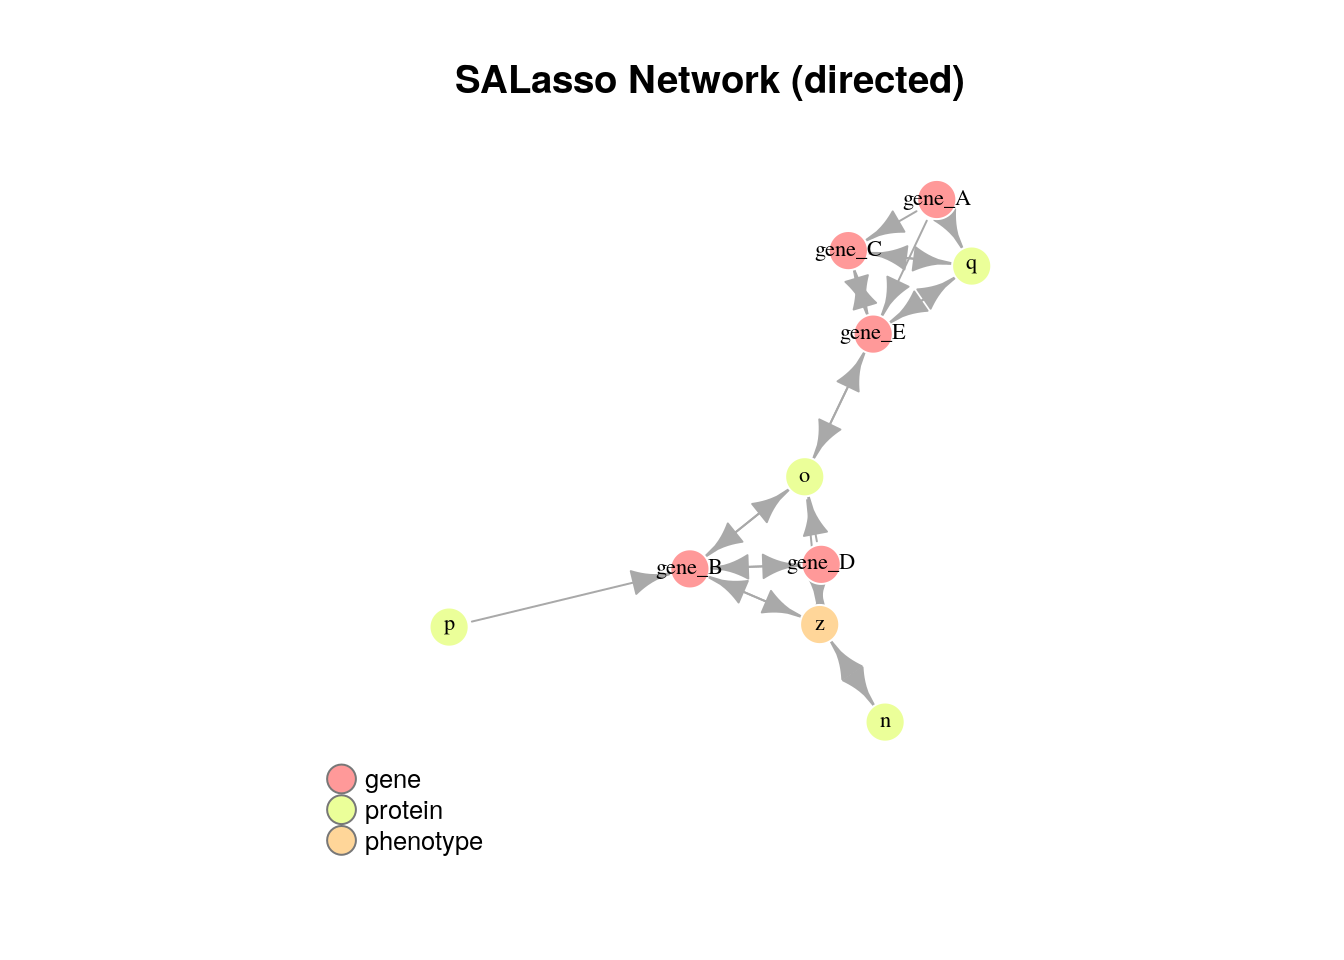 SALasso Network (directed)
gene_A
gene_C
q
gene_E
o
gene_B
gene_D
p
z
n
gene
protein
phenotype